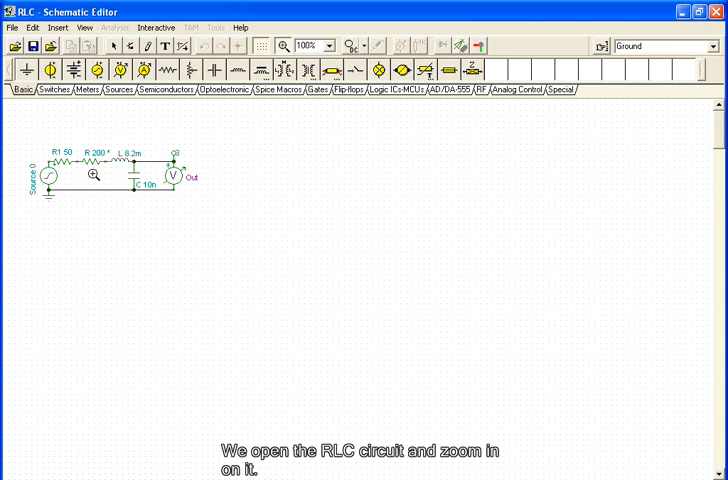 RLC - Schematic Editor
File Edit Insert View Analysis Interactive T&M Tools Help
100% DC Ground
Basic Switches Meters Sources Semiconductors Optoelectronic Spice Macros Gates Flip-flops Logic ICs-MCUs AD/DA-555 RF Analog Control Special
R1 50 R 200 * L 8.2m
Source 0
C 10n
+
V
Out
We open the RLC circuit and zoom in
on it.